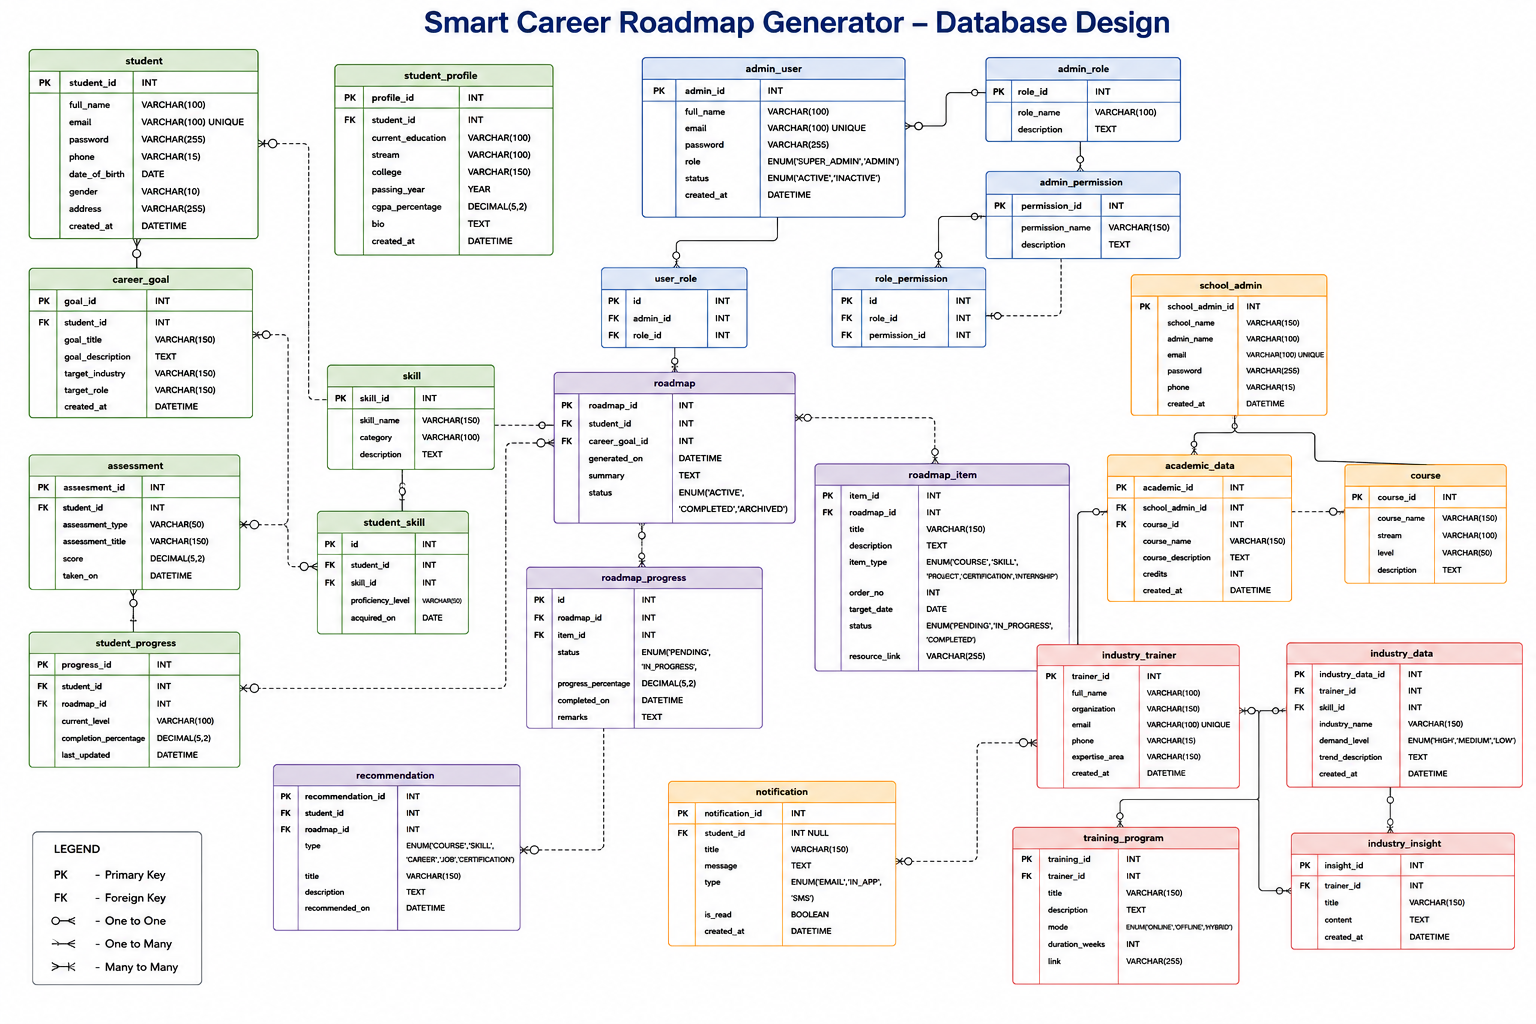 Smart Career Roadmap Generator – Database Design
student
PK student_id INT
full_name VARCHAR(100)
email VARCHAR(100) UNIQUE
password VARCHAR(255)
phone VARCHAR(15)
date_of_birth DATE
gender VARCHAR(10)
address VARCHAR(255)
created_at DATETIME
student_profile
PK profile_id INT
FK student_id INT
current_education VARCHAR(100)
stream VARCHAR(100)
college VARCHAR(150)
passing_year YEAR
cgpa_percentage DECIMAL(5,2)
bio TEXT
created_at DATETIME
admin_user
PK admin_id INT
full_name VARCHAR(100)
email VARCHAR(100) UNIQUE
password VARCHAR(255)
role ENUM('SUPER_ADMIN','ADMIN')
status ENUM('ACTIVE','INACTIVE')
created_at DATETIME
admin_role
PK role_id INT
role_name VARCHAR(100)
description TEXT
admin_permission
PK permission_id INT
permission_name VARCHAR(150)
description TEXT
career_goal
PK goal_id INT
FK student_id INT
goal_title VARCHAR(150)
goal_description TEXT
target_industry VARCHAR(150)
target_role VARCHAR(150)
created_at DATETIME
user_role
PK id INT
FK admin_id INT
FK role_id INT
role_permission
PK id INT
FK role_id INT
FK permission_id INT
school_admin
PK school_admin_id INT
school_name VARCHAR(150)
admin_name VARCHAR(100)
email VARCHAR(100) UNIQUE
password VARCHAR(255)
phone VARCHAR(15)
created_at DATETIME
skill
PK skill_id INT
skill_name VARCHAR(150)
category VARCHAR(100)
description TEXT
roadmap
PK roadmap_id INT
FK student_id INT
FK career_goal_id INT
generated_on DATETIME
summary TEXT
status ENUM('ACTIVE',
'COMPLETED','ARCHIVED')
assessment
PK assesment_id INT
FK student_id INT
assessment_type VARCHAR(50)
assessment_title VARCHAR(150)
score DECIMAL(5,2)
taken_on DATETIME
student_skill
PK id INT
FK student_id INT
FK skill_id INT
proficiency_level VARCHAR(50)
acquired_on DATE
roadmap_item
PK item_id INT
FK roadmap_id INT
title VARCHAR(150)
description TEXT
item_type ENUM('COURSE','SKILL',
'PROJECT','CERTIFICATION','INTERNSHIP')
order_no INT
target_date DATE
status ENUM('PENDING','IN_PROGRESS',
'COMPLETED')
resource_link VARCHAR(255)
academic_data
PK academic_id INT
FK school_admin_id INT
FK course_id INT
course_name VARCHAR(150)
course_description TEXT
credits INT
created_at DATETIME
course
PK course_id INT
course_name VARCHAR(150)
stream VARCHAR(100)
level VARCHAR(50)
description TEXT
roadmap_progress
PK id INT
FK roadmap_id INT
FK item_id INT
status ENUM('PENDING',
'IN_PROGRESS',
progress_percentage DECIMAL(5,2)
completed_on DATETIME
remarks TEXT
student_progress
PK progress_id INT
FK student_id INT
FK roadmap_id INT
current_level VARCHAR(100)
completion_percentage DECIMAL(5,2)
last_updated DATETIME
industry_trainer
PK trainer_id INT
full_name VARCHAR(100)
organization VARCHAR(150)
email VARCHAR(100) UNIQUE
phone VARCHAR(15)
expertise_area VARCHAR(150)
created_at DATETIME
industry_data
PK industry_data_id INT
FK trainer_id INT
FK skill_id INT
industry_name VARCHAR(150)
demand_level ENUM('HIGH','MEDIUM','LOW')
trend_description TEXT
created_at DATETIME
recommendation
PK recommendation_id INT
FK student_id INT
FK roadmap_id INT
type ENUM('COURSE','SKILL',
'CAREER','JOB','CERTIFICATION')
title VARCHAR(150)
description TEXT
recommended_on DATETIME
notification
PK notification_id INT
FK student_id INT NULL
title VARCHAR(150)
message TEXT
type ENUM('EMAIL','IN_APP',
'SMS')
is_read BOOLEAN
created_at DATETIME
training_program
PK training_id INT
FK trainer_id INT
title VARCHAR(150)
description TEXT
mode ENUM('ONLINE','OFFLINE','HYBRID')
duration_weeks INT
link VARCHAR(255)
industry_insight
PK insight_id INT
FK trainer_id INT
title VARCHAR(150)
content TEXT
created_at DATETIME
LEGEND
PK - Primary Key
FK - Foreign Key
- One to One
- One to Many
- Many to Many